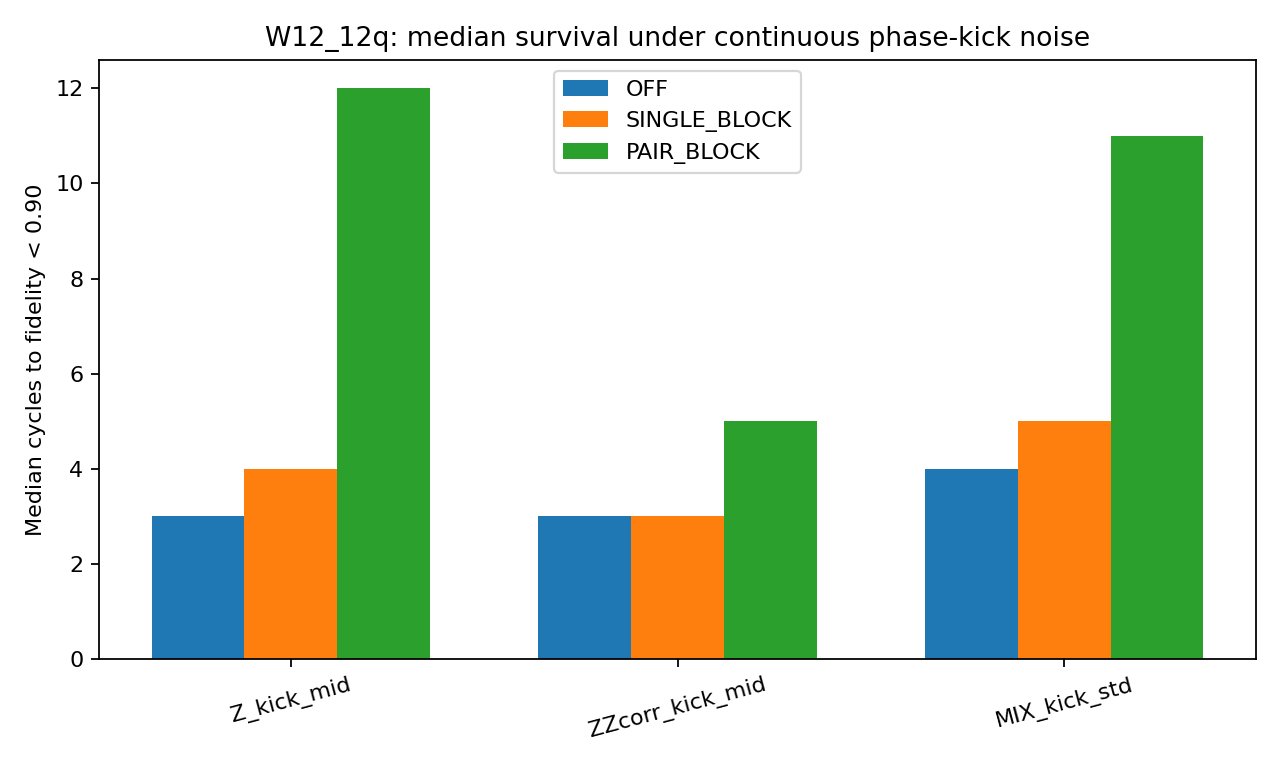 W12_12q: median survival under continuous phase-kick noise
OFF
SINGLE_BLOCK
PAIR_BLOCK
Median cycles to fidelity < 0.90
12
10
8
6
4
2
0
Z_kick_mid
ZZcorr_kick_mid
MIX_kick_std